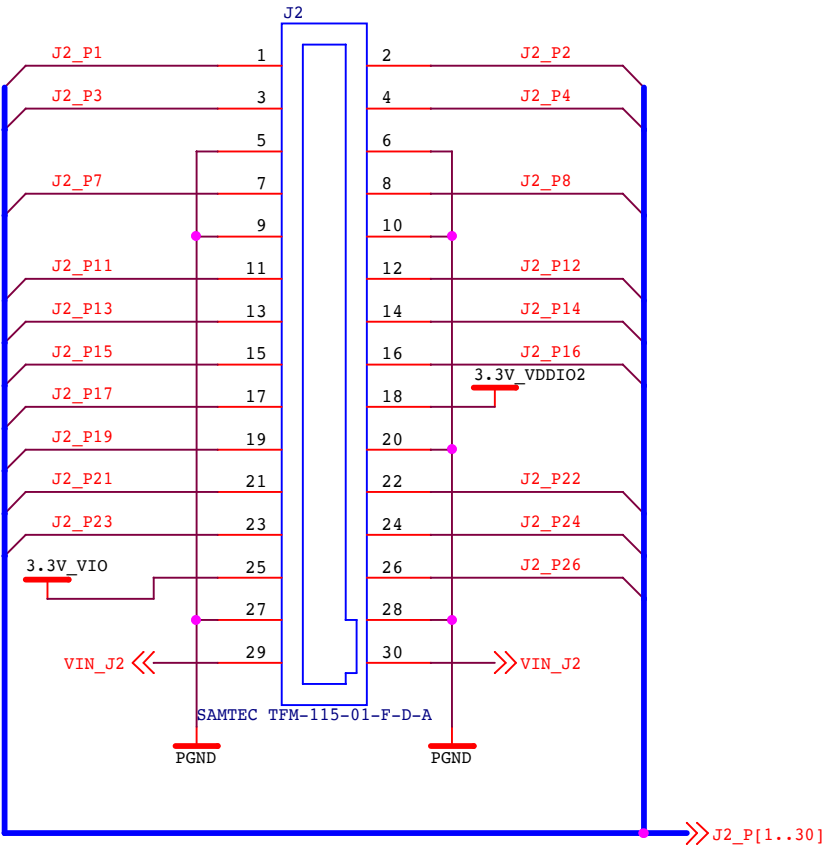 J2
J2_P1 1 2 J2_P2
J2_P3 3 4 J2_P4
5 6
J2_P7 7 8 J2_P8
9 10
J2_P11 11 12 J2_P12
J2_P13 13 14 J2_P14
J2_P15 15 16 J2_P16
3.3V_VDDIO2
J2_P17 17 18
J2_P19 19 20
J2_P21 21 22 J2_P22
J2_P23 23 24 J2_P24
3.3V_VIO 25 26 J2_P26
27 28
VIN_J2 29 30 VIN_J2
SAMTEC TFM-115-01-F-D-A
PGND PGND
J2_P[1..30]